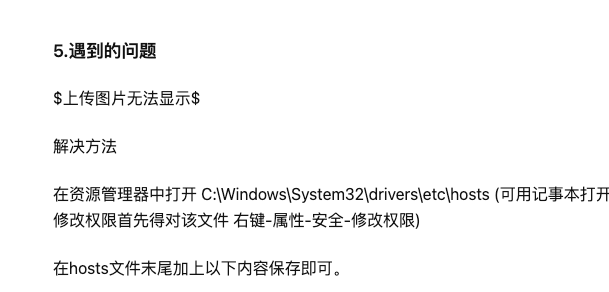 5.遇到的问题
$上传图片无法显示$
解决方法
在资源管理器中打开 C:\Windows\System32\drivers\etc\hosts (可用记事本打开
修改权限首先得对该文件 右键-属性-安全-修改权限)
在hosts文件末尾加上以下内容保存即可。